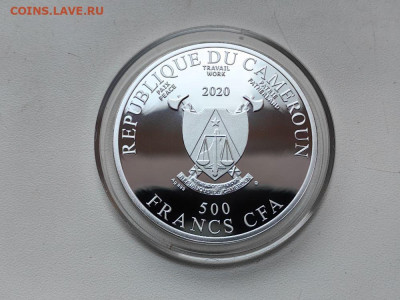 COINS.LAVE.RU
REPUBLIQUE DU CAMEROUN
PAIX
PEACE
TRAVAIL
WORK
PATRIE
FATHERLAND
2020
500
FRANCS CFA